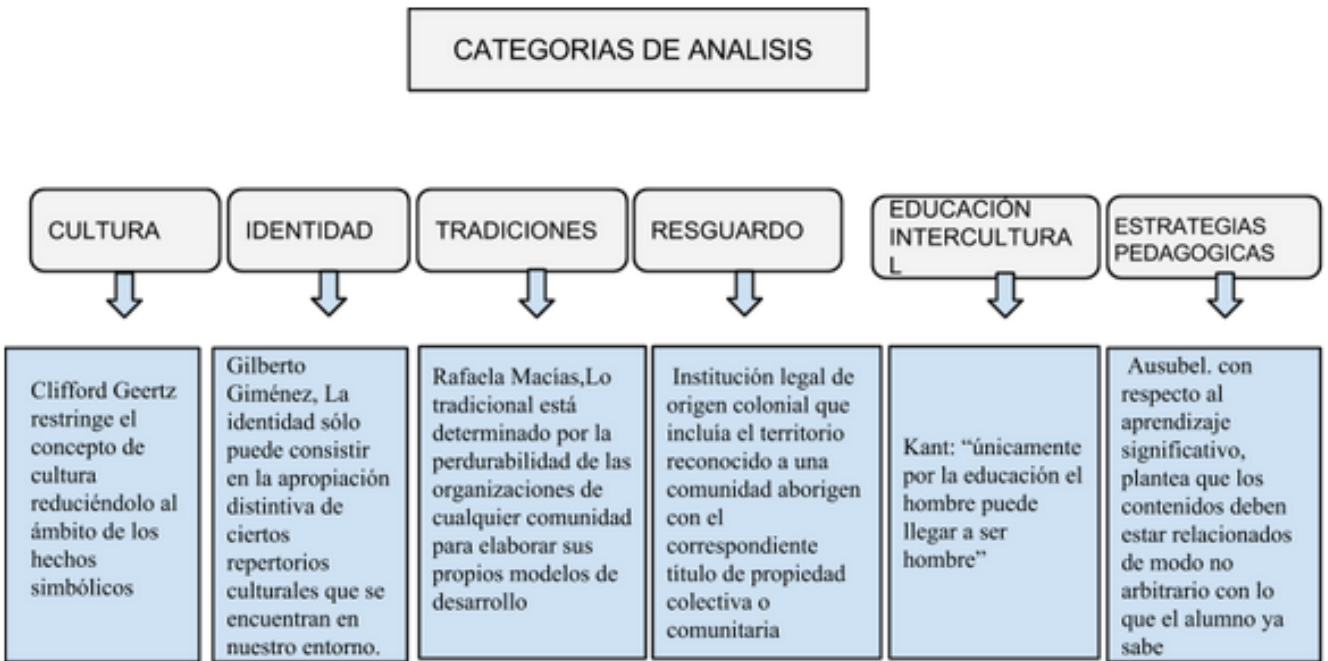 CATEGORIAS DE ANALISIS
CULTURA
IDENTIDAD
TRADICIONES
RESGUARDO
EDUCACIÓN
INTERCULTURA
L
ESTRATEGIAS
PEDAGOGICAS
Clifford Geertz
restringe el
concepto de
cultura
reduciéndolo al
ámbito de los
hechos
simbólicos
Gilberto
Giménez, La
identidad sólo
puede consistir
en la apropiación
distintiva de
ciertos
repertorios
culturales que se
encuentran en
nuestro entorno.
Rafaela Macías,Lo
tradicional está
determinado por la
perdurabilidad de las
organizaciones de
cualquier comunidad
para elaborar sus
propios modelos de
desarrollo
Institución legal de
origen colonial que
incluía el territorio
reconocido a una
comunidad aborigen
con el
correspondiente
título de propiedad
colectiva o
comunitaria
Kant: “únicamente
por la educación el
hombre puede
llegar a ser
hombre”
Ausubel. con
respecto al
aprendizaje
significativo,
plantea que los
contenidos deben
estar relacionados
de modo no
arbitrario con lo
que el alumno ya
sabe